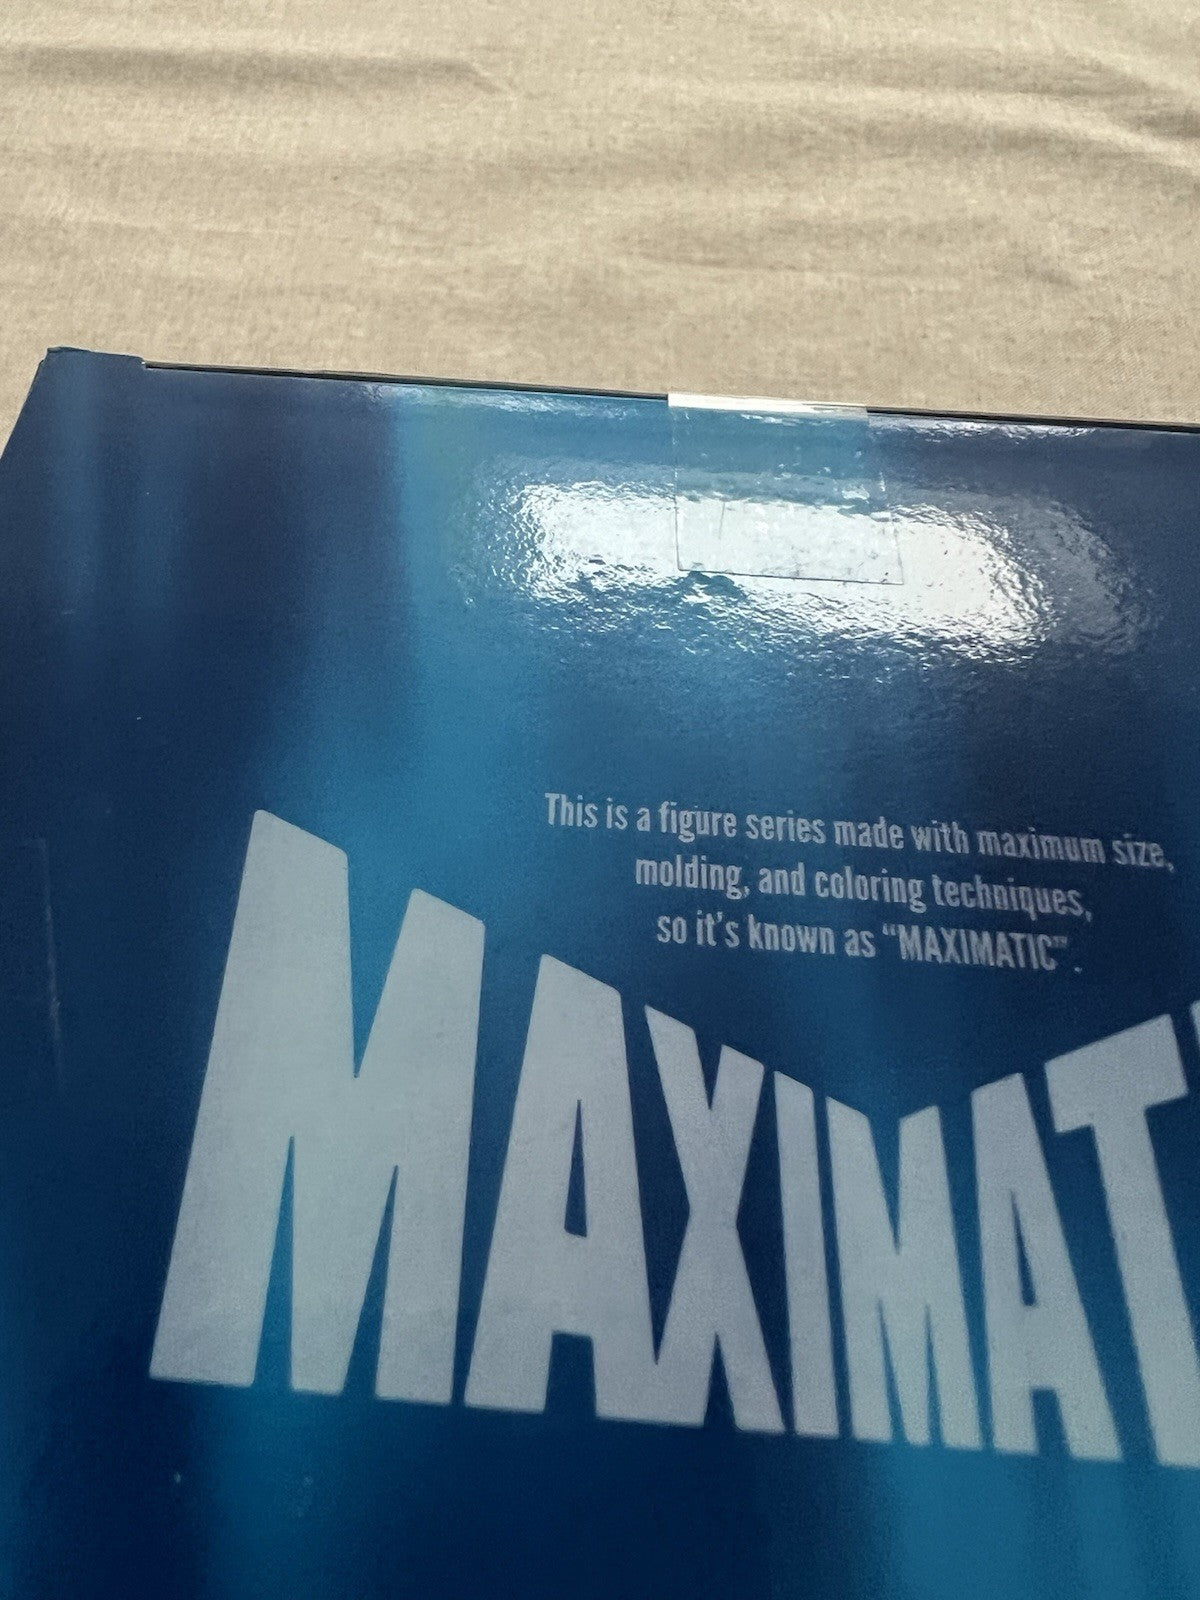 This is a figure series made with maximum size,
molding, and coloring techniques,
so it's known as “MAXIMATIC”.
MAXIMAT